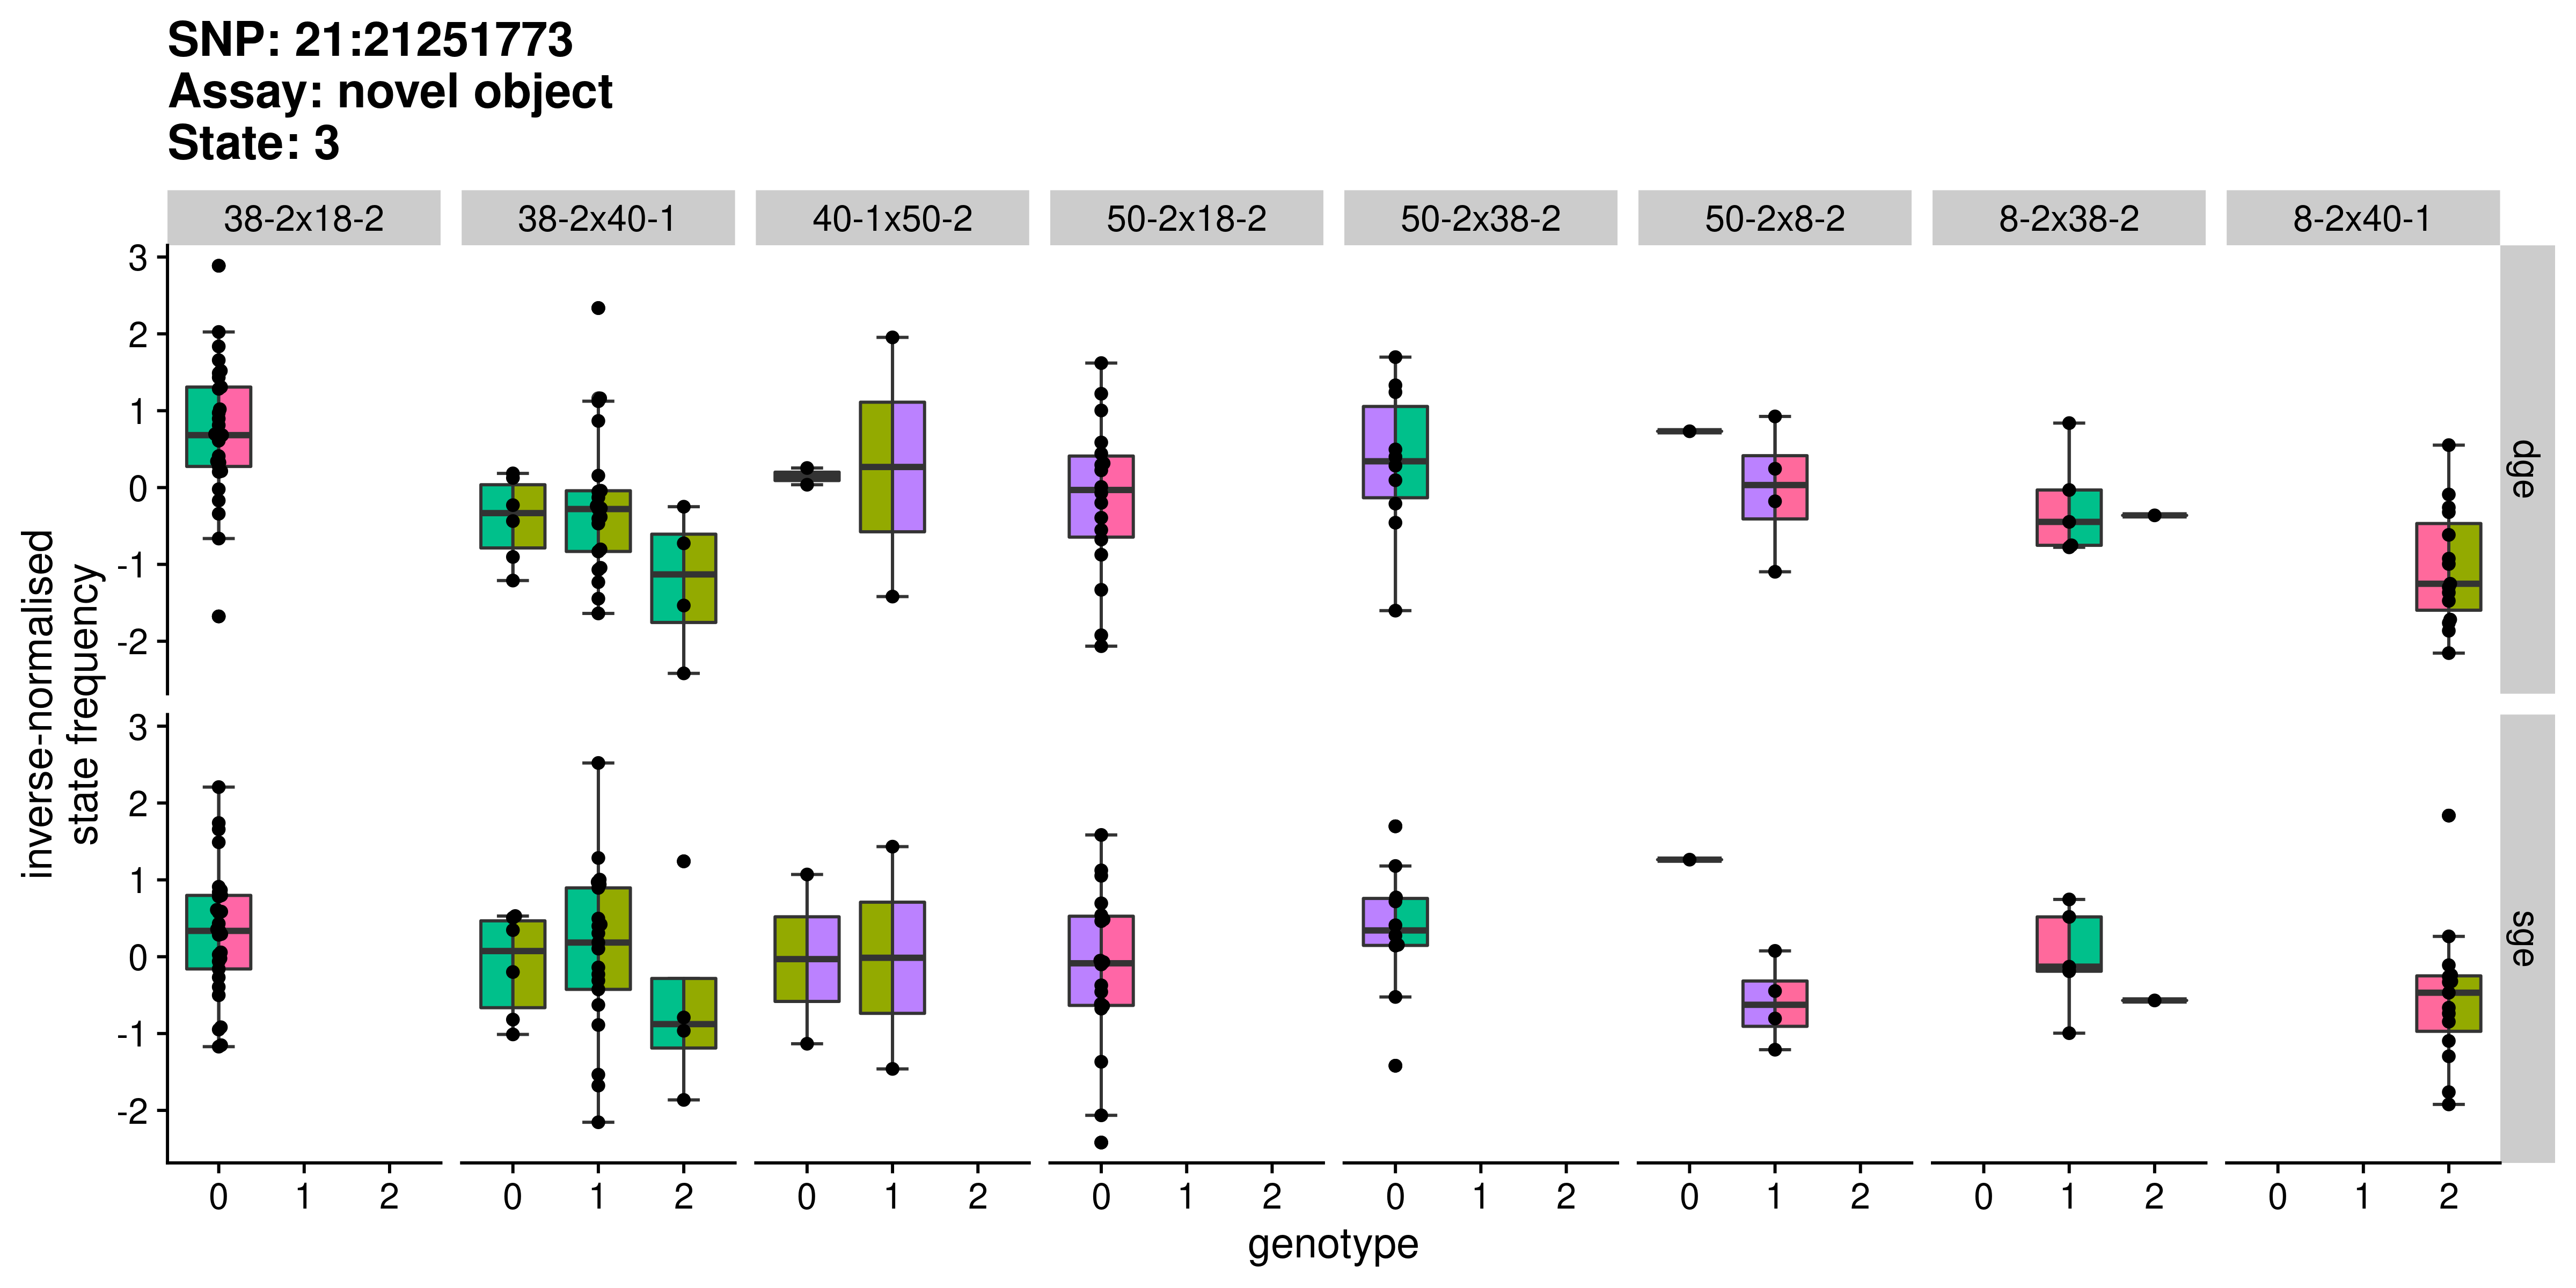 SNP: 21:21251773
Assay: novel object
State: 3
38-2x18-2 38-2x40-1 40-1x50-2 50-2x18-2 50-2x38-2 50-2x8-2 8-2x38-2 8-2x40-1
inverse-normalised
state frequency
3
2
1
0
-1
-2
dge
3
2
1
0
-1
-2
sge
0 1 2 0 1 2 0 1 2 0 1 2 0 1 2 0 1 2 0 1 2 0 1 2
genotype